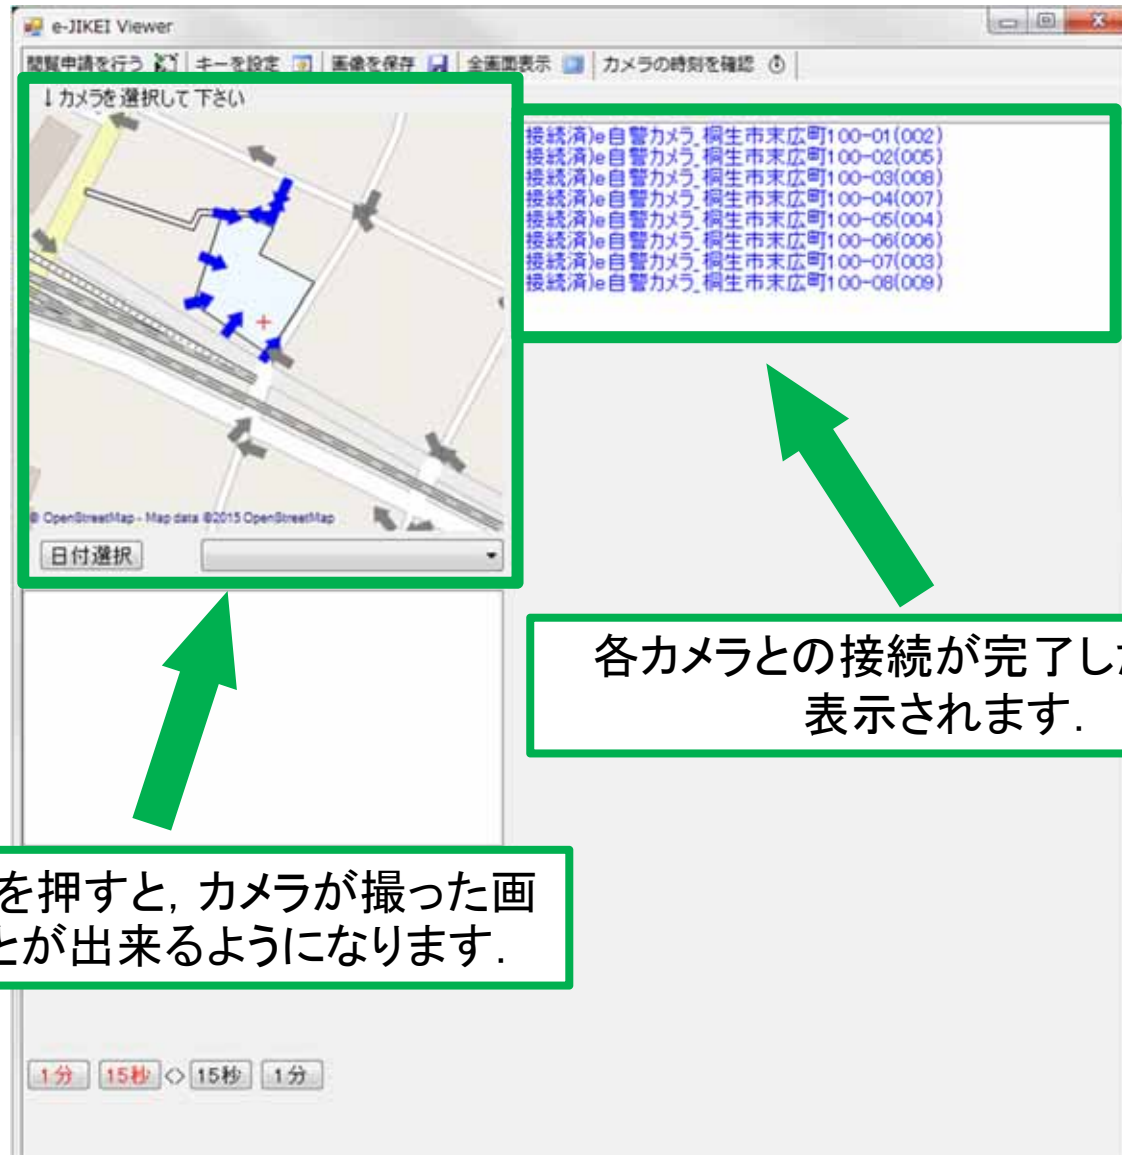 e-JIKEI Viewer
閲覧申請を行う キーを設定 画像を保存 全画面表示 カメラの時刻を確認
↓カメラを選択して下さい
接続済)e自警カメラ_桐生市末広町100-01(002)
接続済)e自警カメラ_桐生市末広町100-02(005)
接続済)e自警カメラ_桐生市末広町100-03(008)
接続済)e自警カメラ_桐生市末広町100-04(007)
接続済)e自警カメラ_桐生市末広町100-05(004)
接続済)e自警カメラ_桐生市末広町100-06(006)
接続済)e自警カメラ_桐生市末広町100-07(003)
接続済)e自警カメラ_桐生市末広町100-08(009)
© OpenStreetMap - Map data ©2015 OpenStreetMap
日付選択
各カメラとの接続が完了し
表示されます.
を押すと, カメラが撮った画
とが出来るようになります.
1分 15秒 <> 15秒 1分